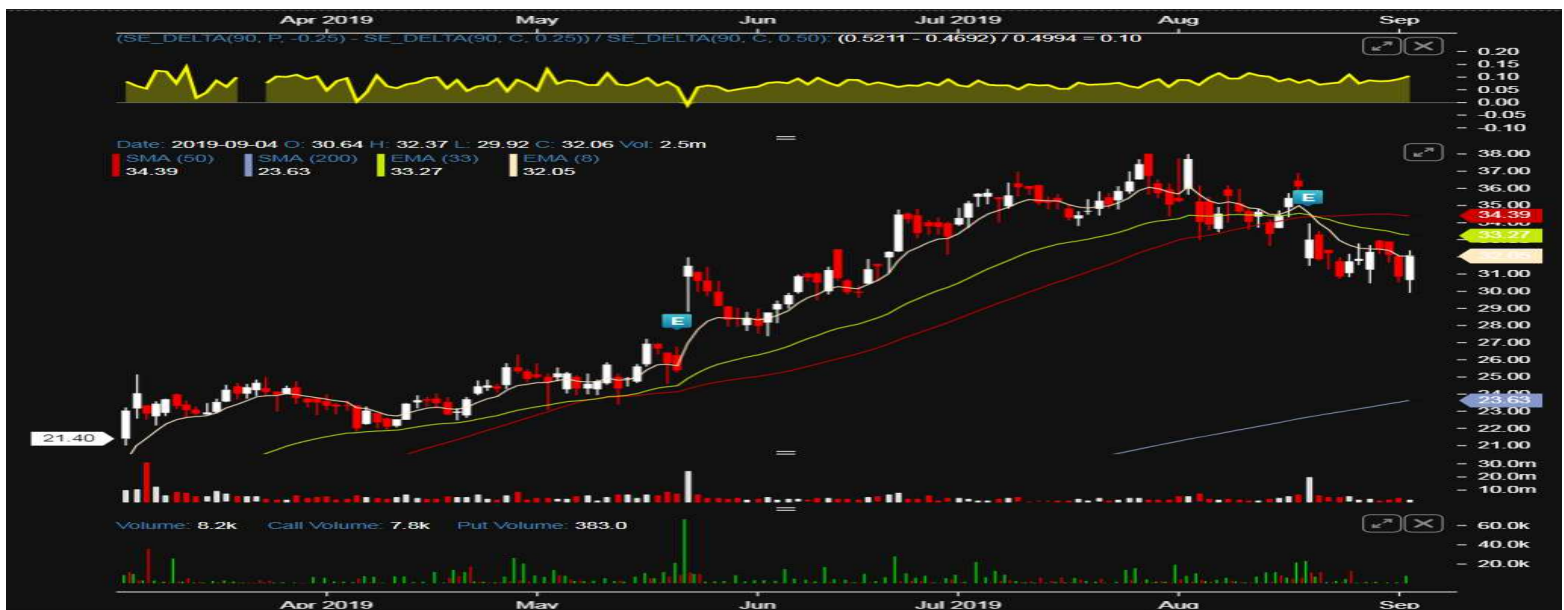 Apr 2019 May Jun Jul 2019 Aug Sep
(SE_DELTA(90, P, -0.25) - SE_DELTA(90, C, 0.25)) / SE_DELTA(90, C, 0.50): (0.5211 - 0.4692) / 0.4994 = 0.10
0.20
0.15
0.10
0.05
0.00
-0.05
-0.10
Date: 2019-09-04 O: 30.64 H: 32.37 L: 29.92 C: 32.06 Vol: 2.5m
SMA (50) SMA (200) EMA (33) EMA (8)
34.39 23.63 33.27 32.05
38.00
37.00
36.00
35.00
E
34.39
33.27
32.05
31.00
30.00
29.00
28.00
E
27.00
26.00
25.00
24.00
23.63
23.00
22.00
21.40
21.00
30.0m
20.0m
10.0m
Volume: 8.2k Call Volume: 7.8k Put Volume: 383.0
60.0k
40.0k
20.0k
Apr 2019 May Jun Jul 2019 Aug Sep